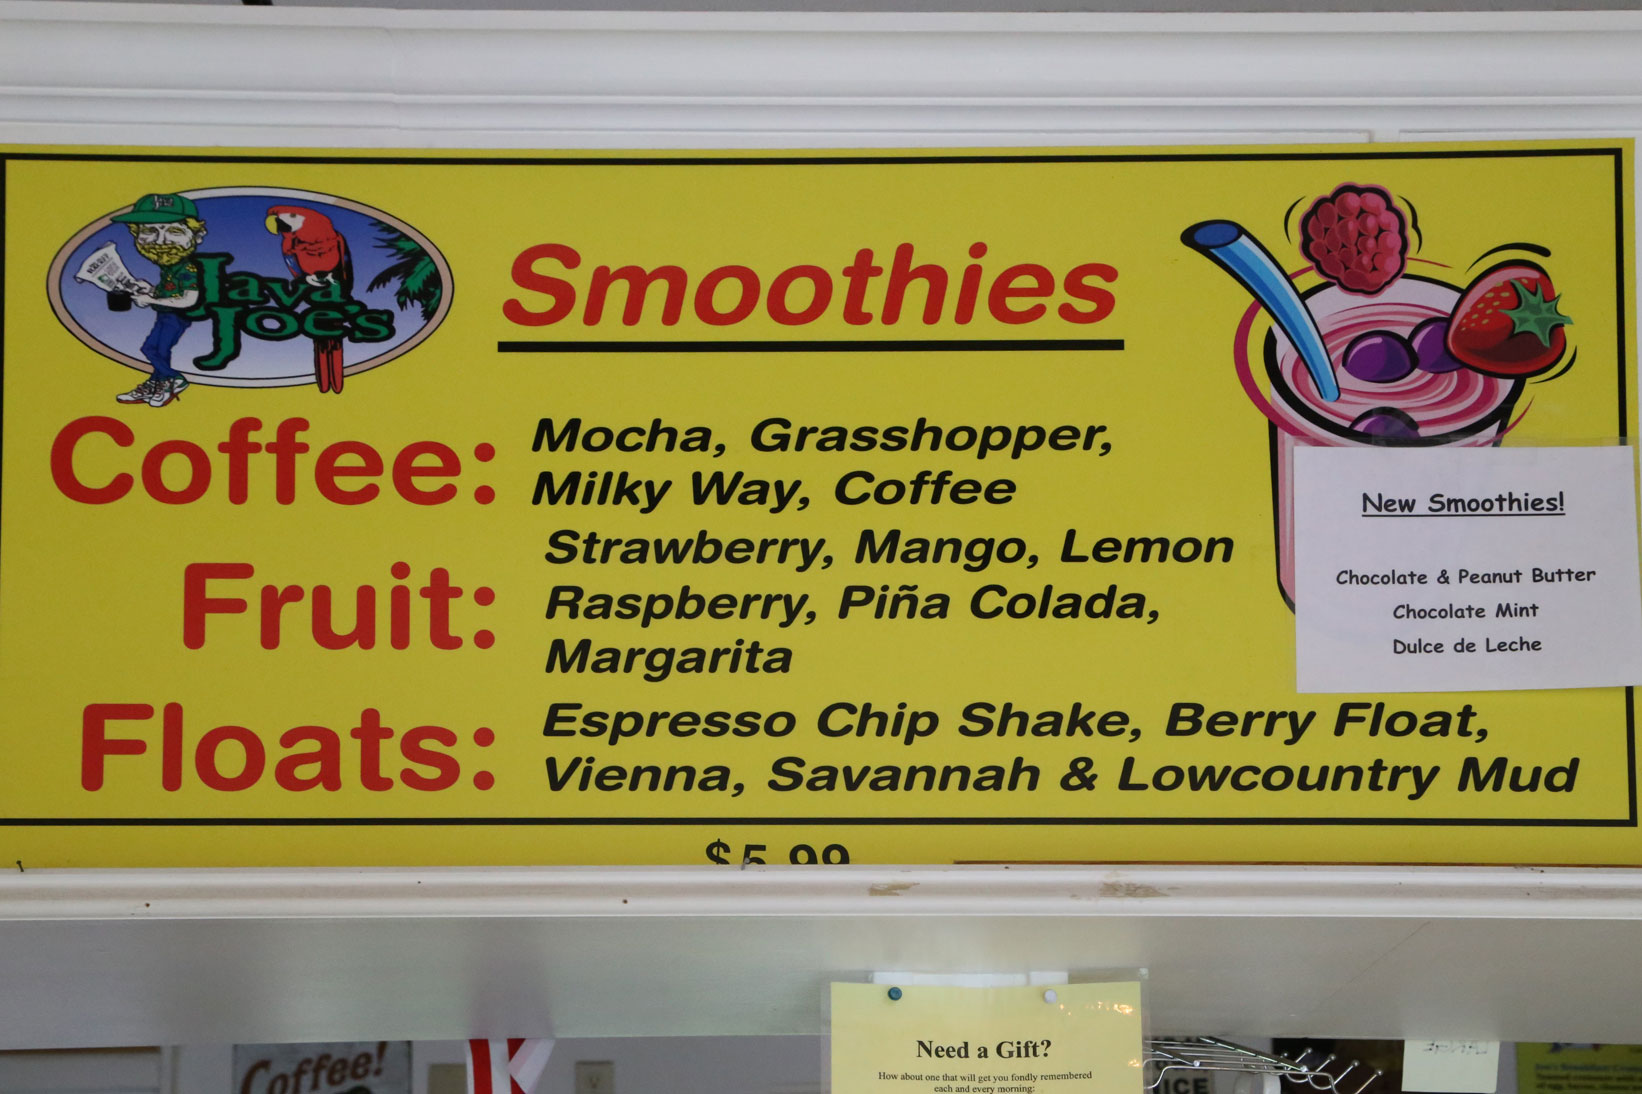 Java
Joe's
Smoothies
Coffee: Mocha, Grasshopper,
Milky Way, Coffee
Fruit: Strawberry, Mango, Lemon
Raspberry, Piña Colada,
Margarita
Floats: Espresso Chip Shake, Berry Float,
Vienna, Savannah & Lowcountry Mud
$5.99
New Smoothies!
Chocolate & Peanut Butter
Chocolate Mint
Dulce de Leche
Need a Gift?
How about one that will get you fondly remembered
each and every morning:
Coffee!